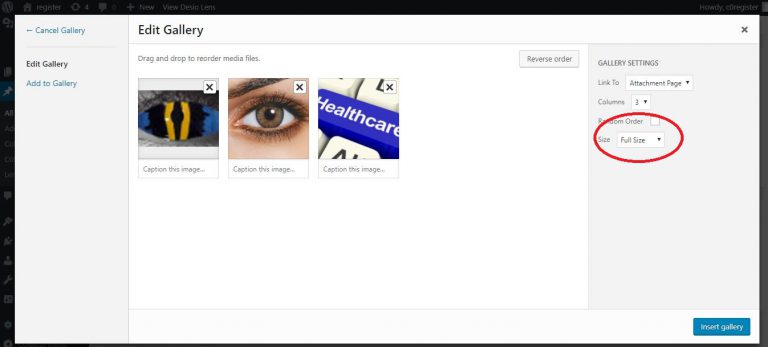 register 4 0 + New View Desio Lens Howdy, c0register
← Cancel Gallery
Edit Gallery
Add to Gallery
All
Edit Gallery
×
Drag and drop to reorder media files.
Reverse order
Healthcare
Caption this image...
Caption this image...
Caption this image...
GALLERY SETTINGS
Link To Attachment Page
Columns 3
Random Order
Size Full Size
Insert gallery